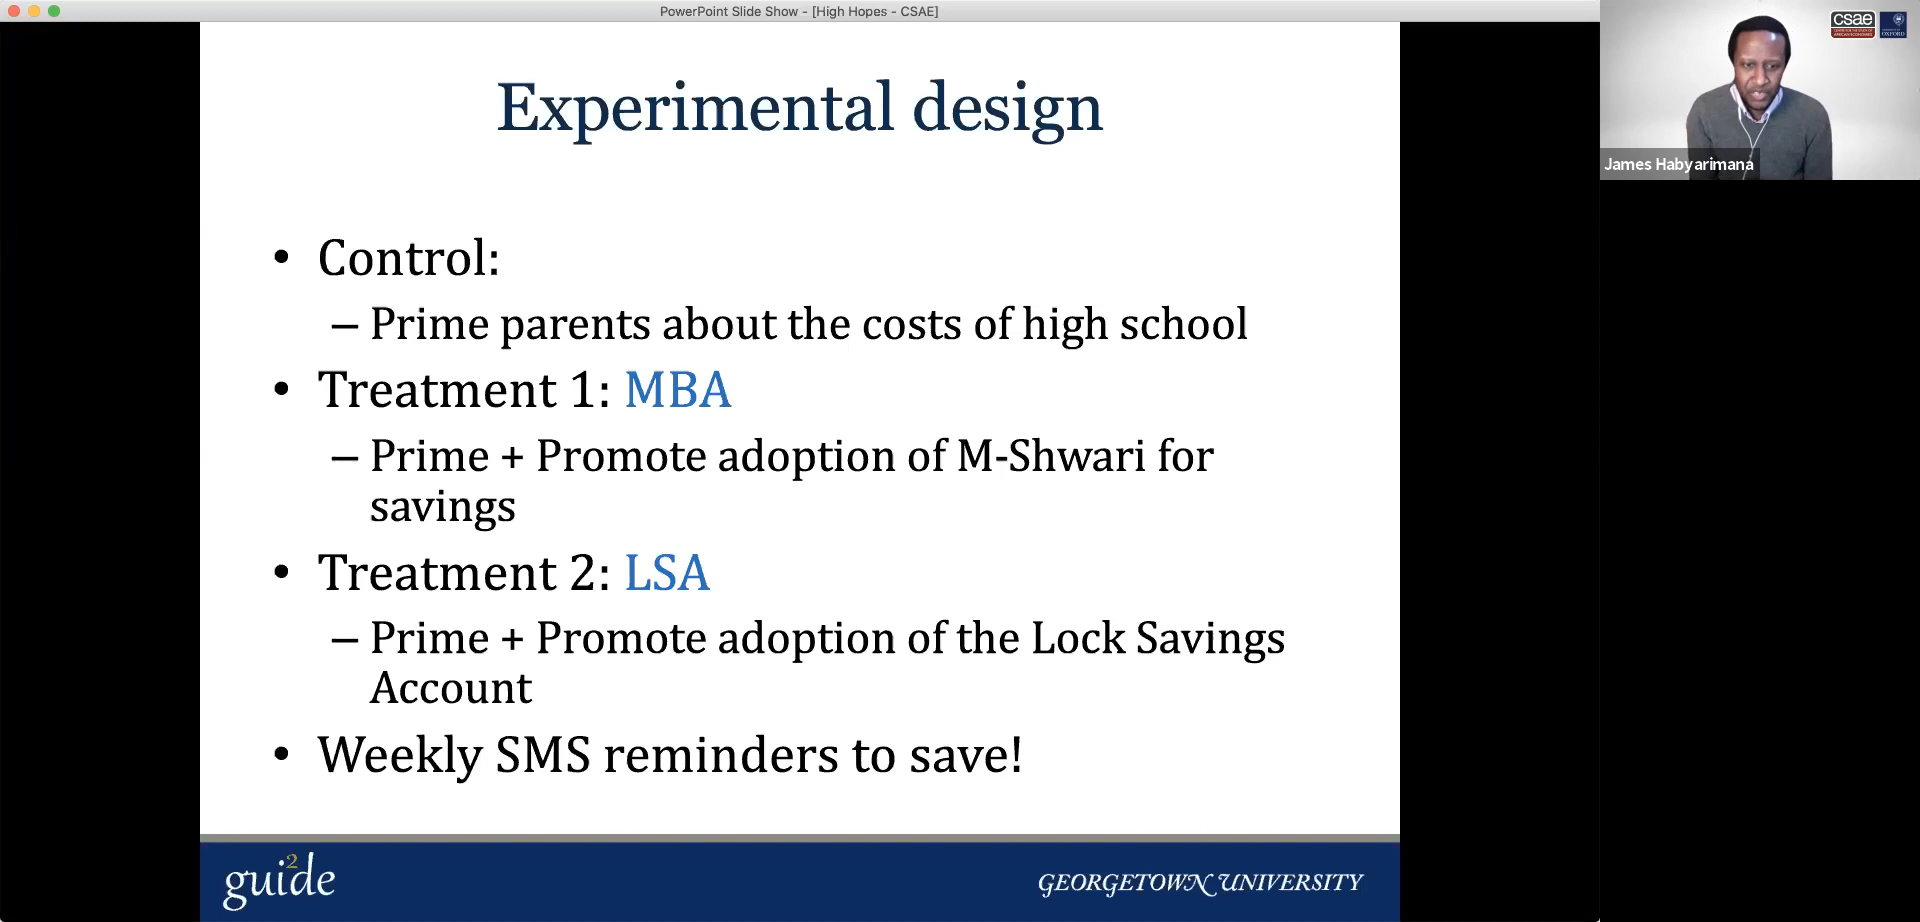 PowerPoint Slide Show - [High Hopes - CSAE]
Experimental design
• Control:
– Prime parents about the costs of high school
• Treatment 1: MBA
– Prime + Promote adoption of M-Shwari for
savings
• Treatment 2: LSA
– Prime + Promote adoption of the Lock Savings
Account
• Weekly SMS reminders to save!
gui2de
GEORGETOWN UNIVERSITY
csae
OXFORD
James Habyarimana